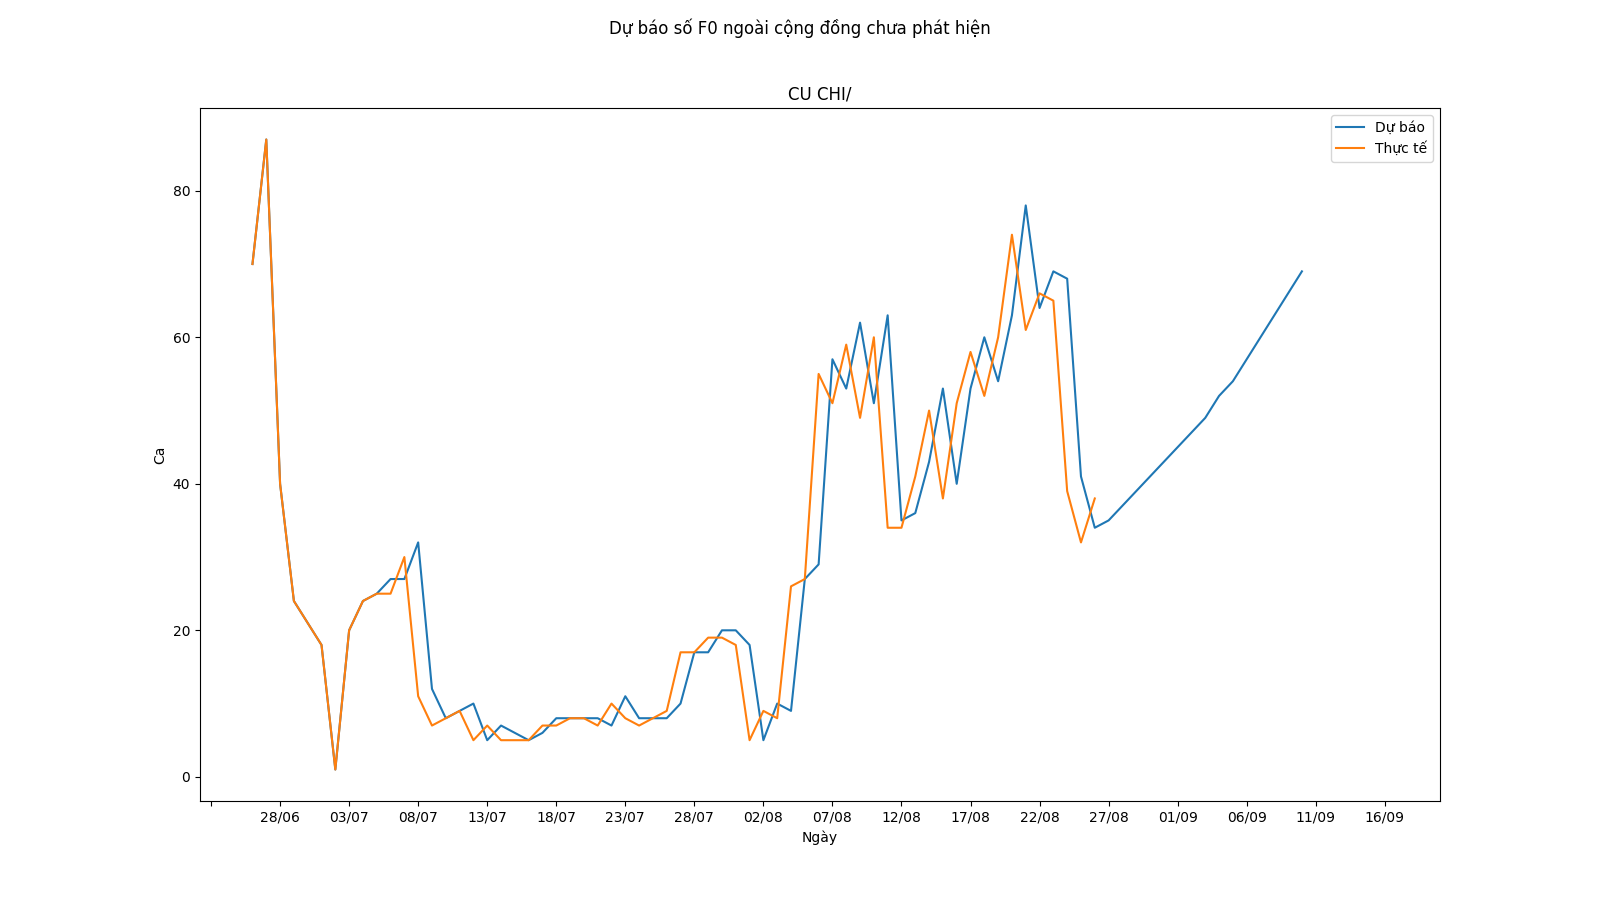 Dự báo số F0 ngoài cộng đồng chưa phát hiện
CU CHI/
Dự báo
Thực tế
80
60
40
20
0
Ca
28/06 03/07 08/07 13/07 18/07 23/07 28/07 02/08 07/08 12/08 17/08 22/08 27/08 01/09 06/09 11/09 16/09
Ngày